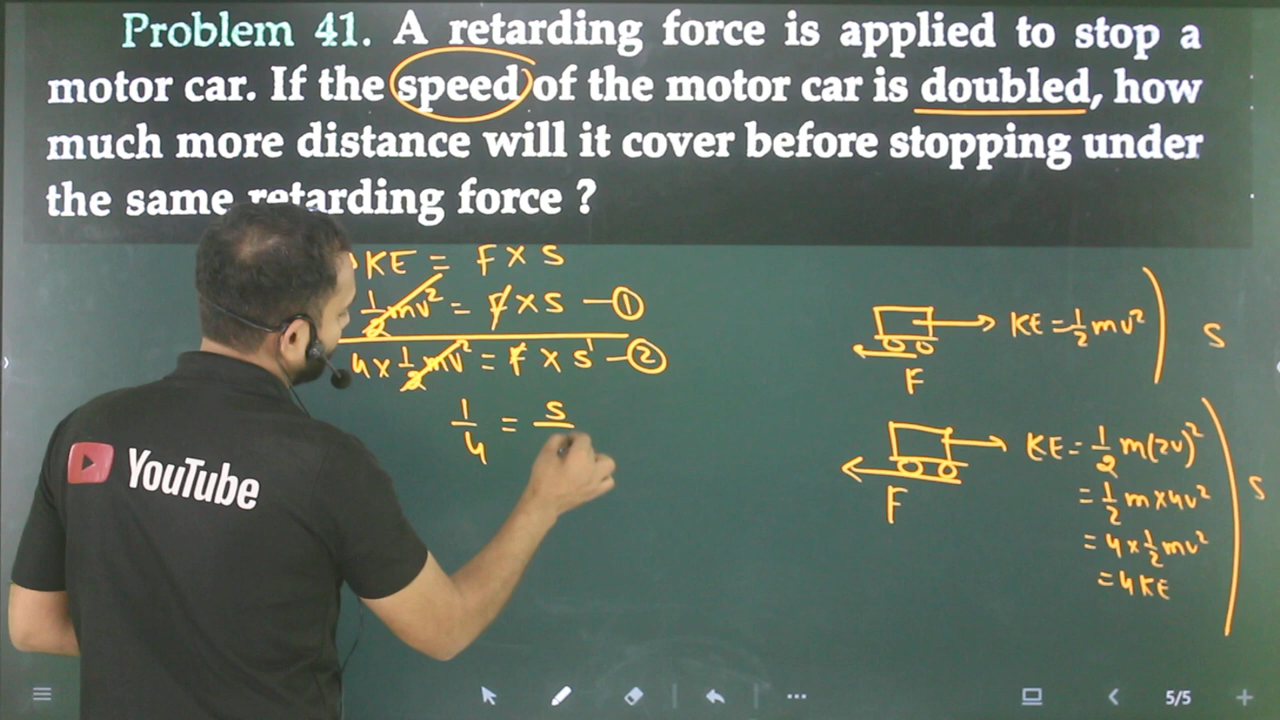 Problem 41. A retarding force is applied to stop a
motor car. If the speed of the motor car is doubled, how
much more distance will it cover before stopping under
the same retarding force ?
KE = F × S
1/2 mv² = F × S —①
4 × 1/2 mv² = F × S' —②
1/4 = S/
KE = 1/2 mv²
S
F
KE = 1/2 m(2v)²
= 1/2 m × 4v²
= 4 × 1/2 mv²
= 4KE
S
F
YouTube
5/5